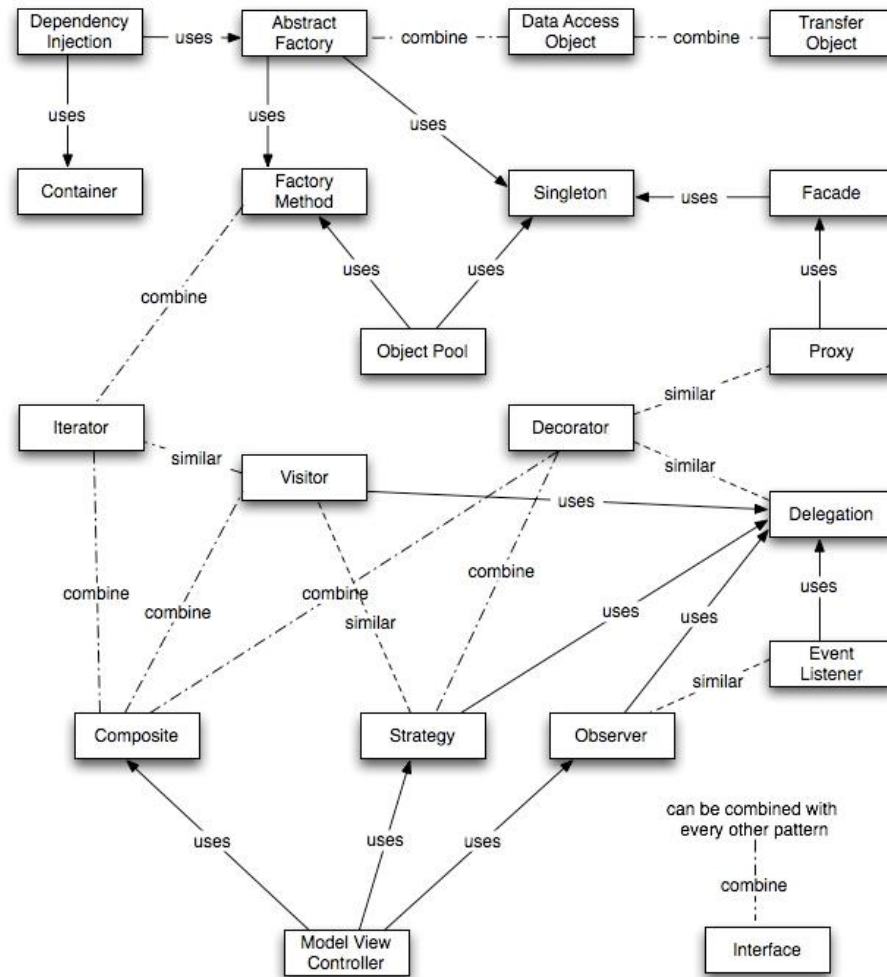 Dependency
Injection
uses
Abstract
Factory
combine
Data Access
Object
combine
Transfer
Object
uses
uses
uses
Container
Factory
Method
Singleton
uses
Facade
uses
uses
uses
combine
Object Pool
Proxy
similar
Iterator
Decorator
similar
similar
Visitor
uses
Delegation
combine
combine
combine
combine
similar
uses
uses
uses
similar
Event
Listener
Composite
Strategy
Observer
can be combined with
every other pattern
uses
uses
uses
combine
Model View
Controller
Interface